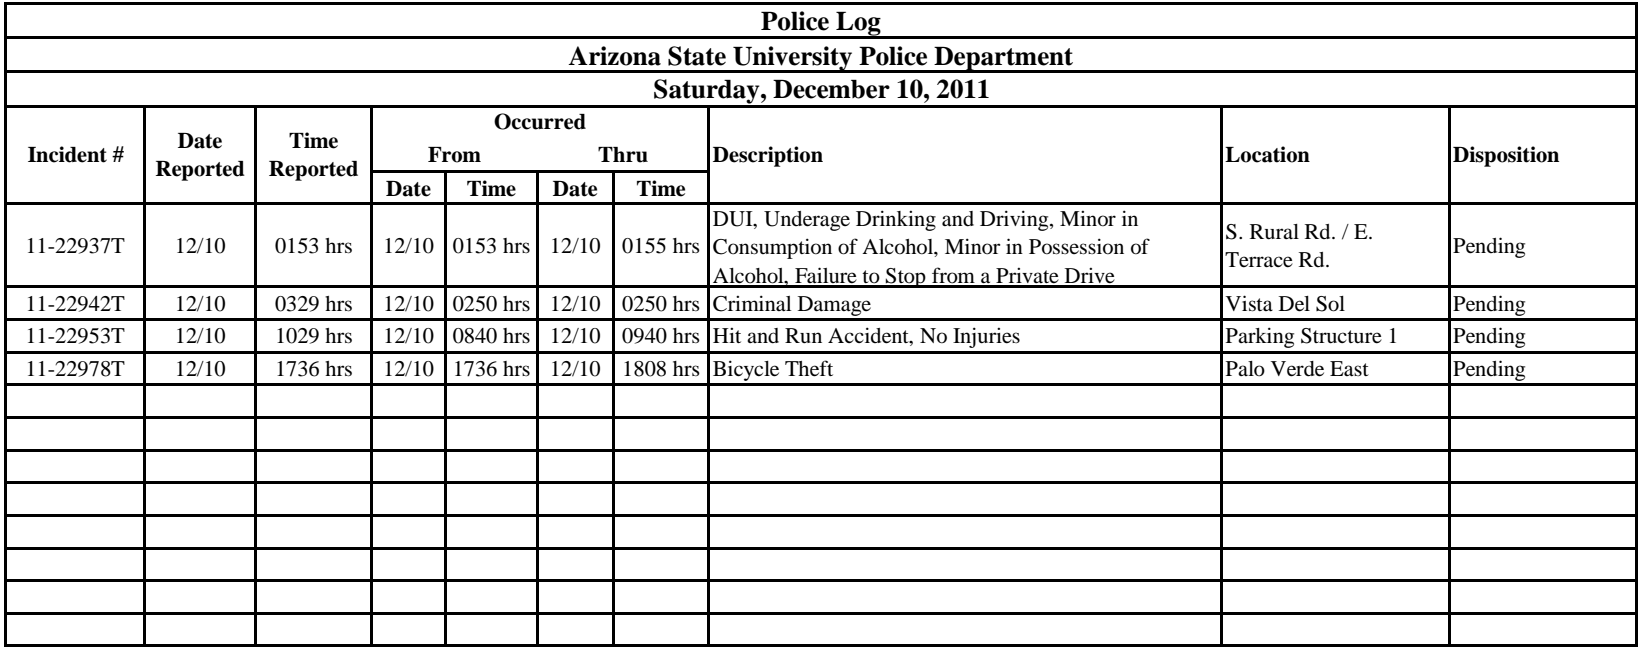 Police Log
Arizona State University Police Department
Saturday, December 10, 2011
Incident # Date Reported Time Reported Occurred From Thru Description Location Disposition
Date Time Date Time
11-22937T 12/10 0153 hrs 12/10 0153 hrs 12/10 0155 hrs DUI, Underage Drinking and Driving, Minor in
Consumption of Alcohol, Minor in Possession of
Alcohol, Failure to Stop from a Private Drive
S. Rural Rd. / E.
Terrace Rd.
Pending
11-22942T 12/10 0329 hrs 12/10 0250 hrs 12/10 0250 hrs Criminal Damage Vista Del Sol Pending
11-22953T 12/10 1029 hrs 12/10 0840 hrs 12/10 0940 hrs Hit and Run Accident, No Injuries Parking Structure 1 Pending
11-22978T 12/10 1736 hrs 12/10 1736 hrs 12/10 1808 hrs Bicycle Theft Palo Verde East Pending